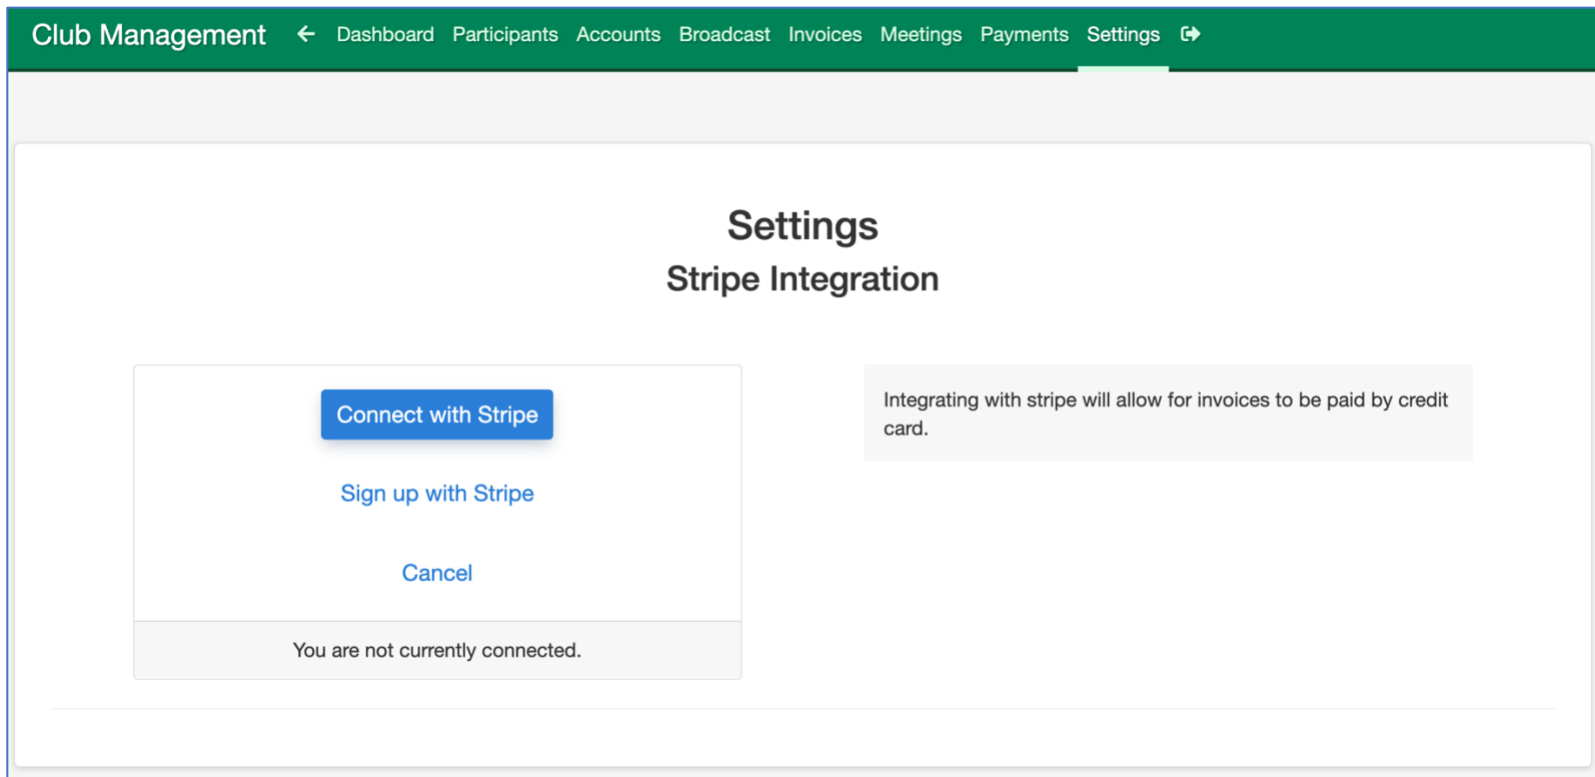 Club Management Dashboard Participants Accounts Broadcast Invoices Meetings Payments Settings
Settings
Stripe Integration
Connect with Stripe
Sign up with Stripe
Cancel
You are not currently connected.
Integrating with stripe will allow for invoices to be paid by credit
card.